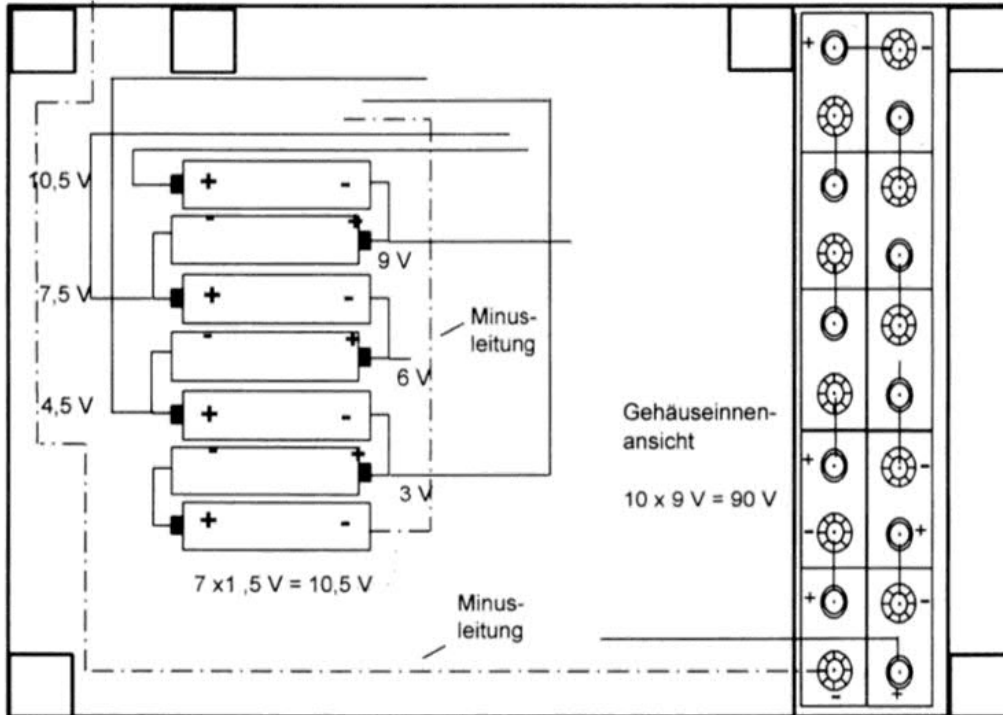 10,5 V
9 V
7,5 V
Minus-
leitung
6 V
4,5 V
Gehäuseinnen-
ansicht
3 V
10 x 9 V = 90 V
7 x1 ,5 V = 10,5 V
Minus-
leitung